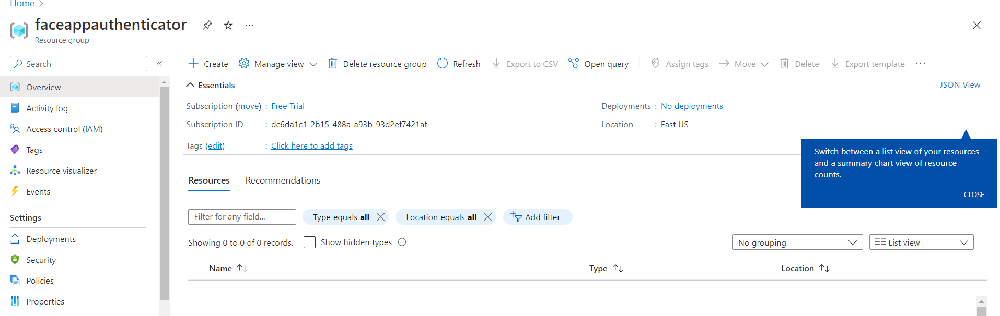 Home
faceappauthenticator
Resource group
Search
Create Manage view Delete resource group Refresh Export to CSV Open query Assign tags Move Delete Export template
Overview
Activity log
Access control (IAM)
Tags
Resource visualizer
Events
Settings
Deployments
Security
Policies
Properties
Essentials
JSON View
Subscription (move) : Free Trial
Deployments : No deployments
Subscription ID : dc6da1c1-2b15-488a-a93b-93d2ef7421af
Location : East US
Tags (edit) : Click here to add tags
Switch between a list view of your resources
and a summary chart view of resource
counts.
CLOSE
Resources Recommendations
Filter for any field... Type equals all Location equals all Add filter
Showing 0 to 0 of 0 records. Show hidden types
No grouping List view
Name Type Location